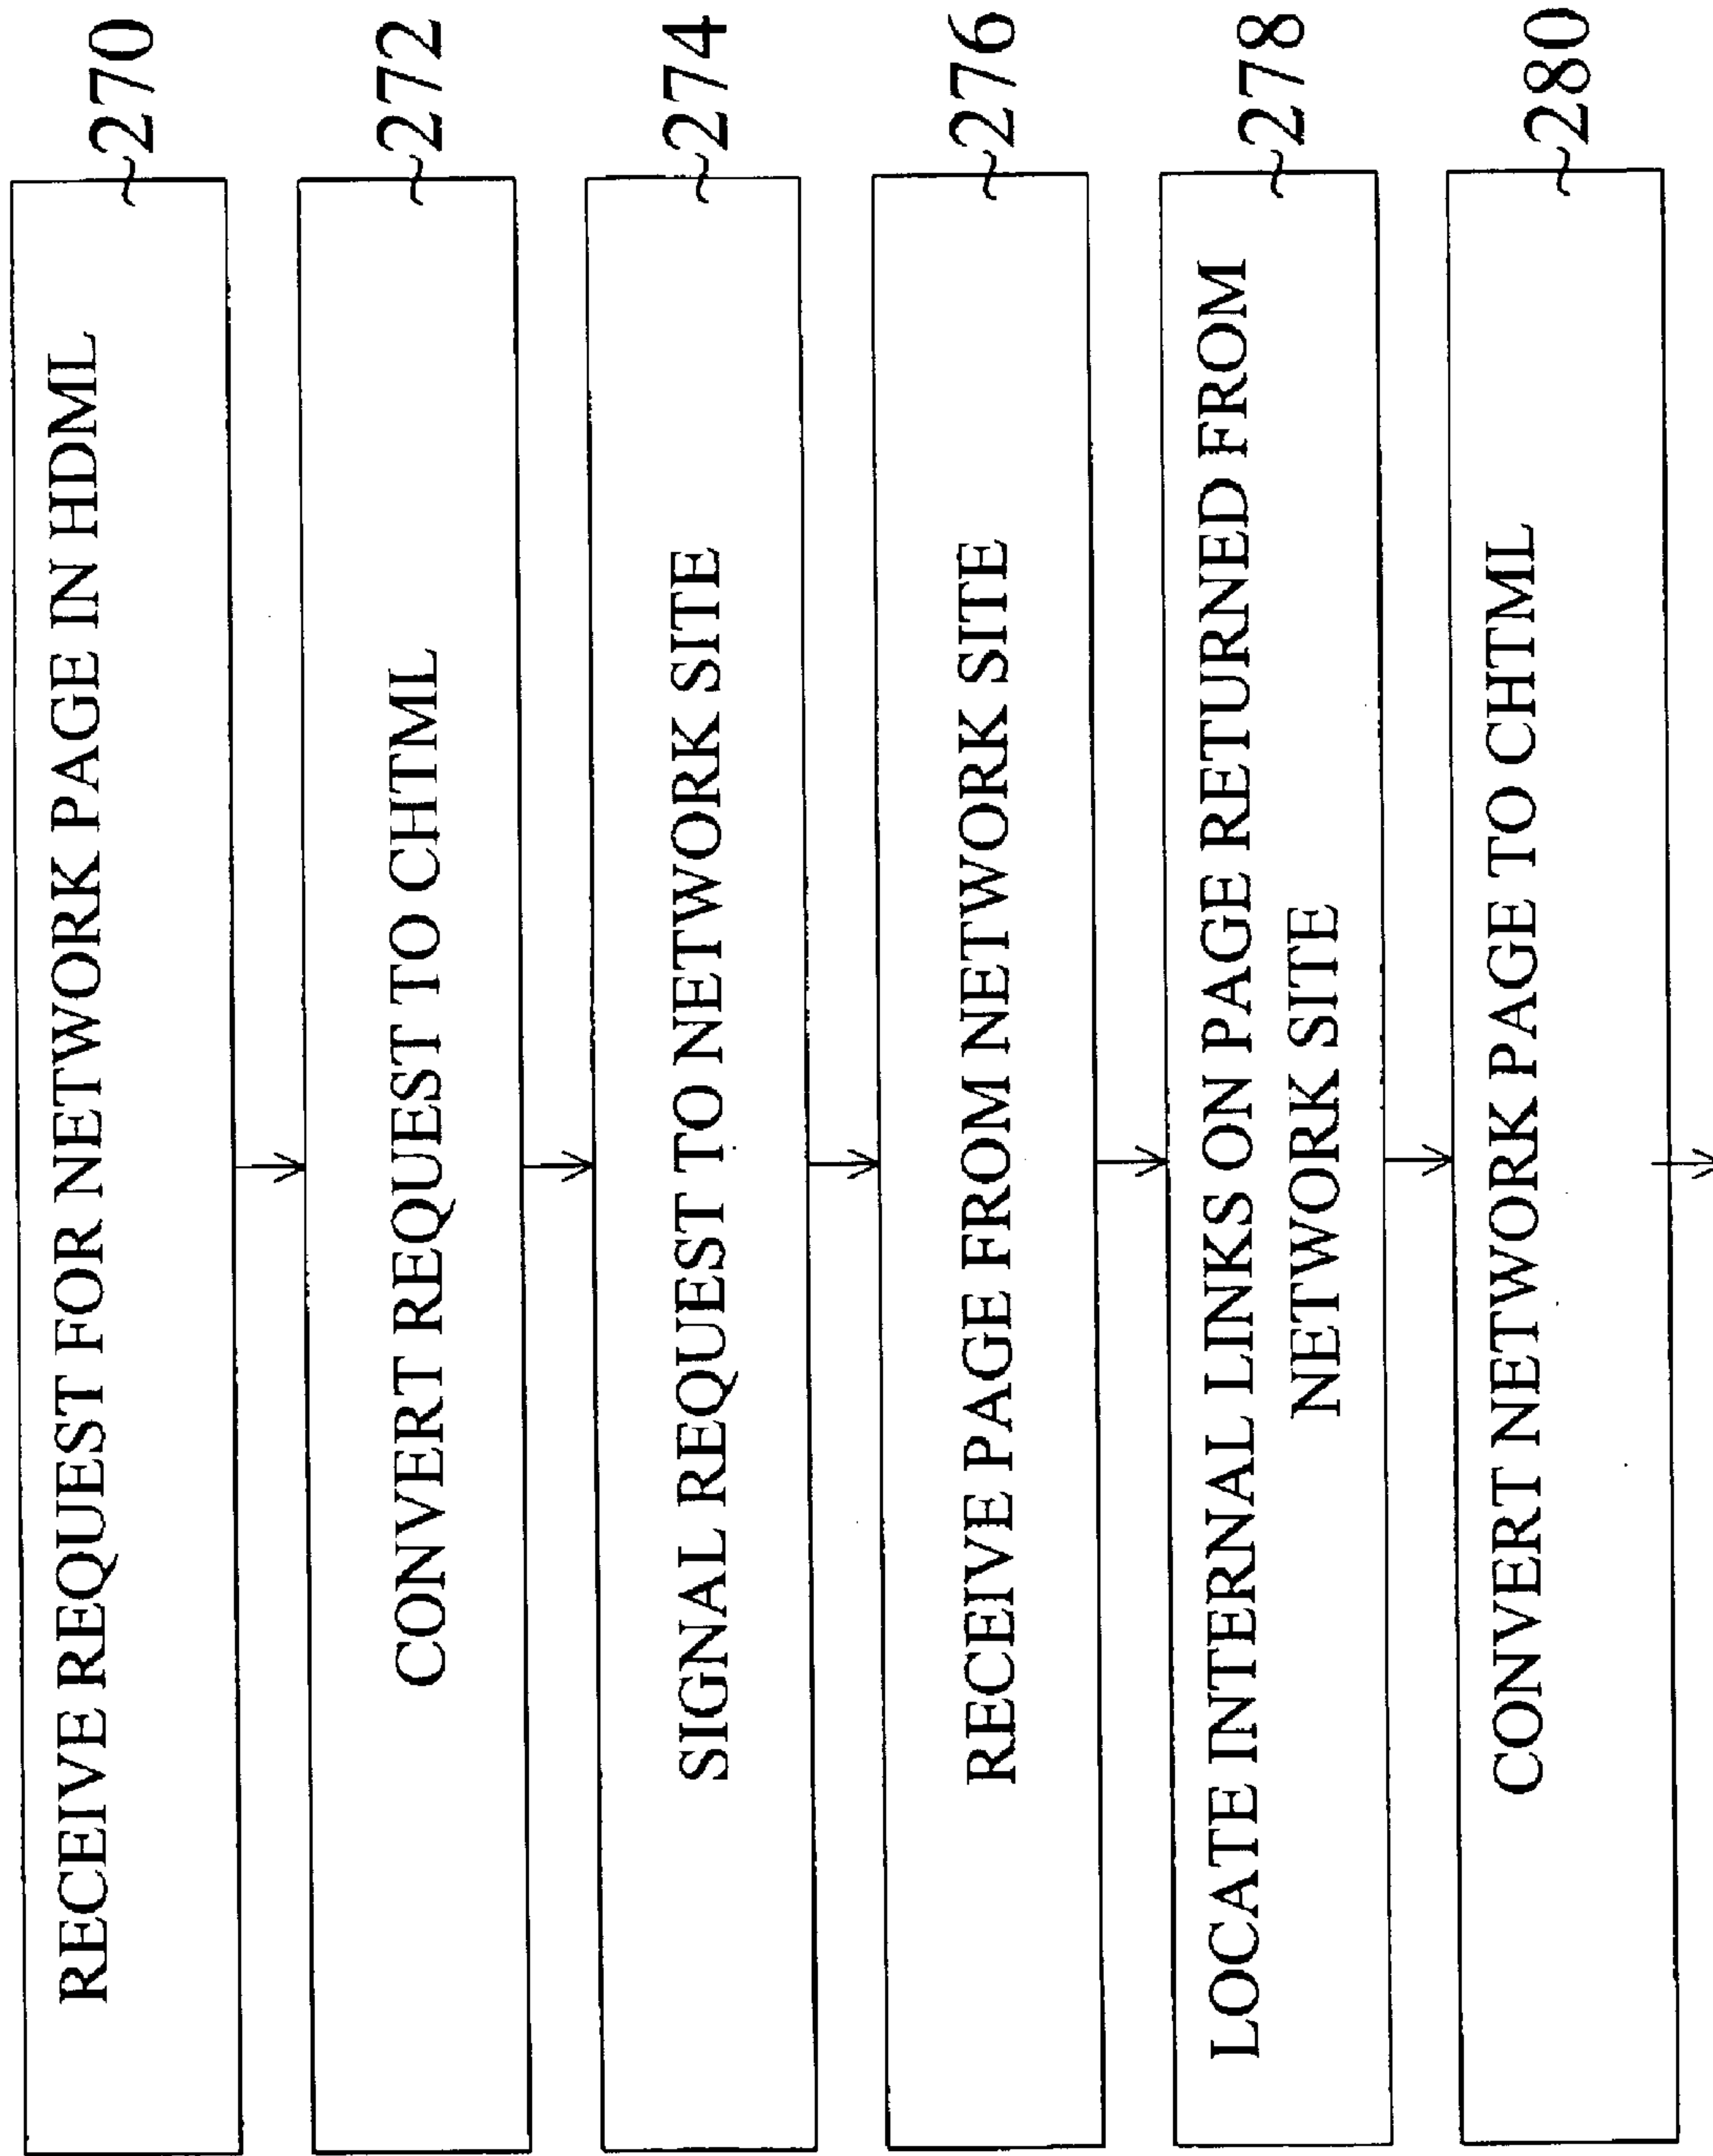 RECEIVE REQUEST FOR NETWORK PAGE IN HDML
~270
CONVERT REQUEST TO CHTML
~272
SIGNAL REQUEST TO NETWORK SITE
~274
RECEIVE PAGE FROM NETWORK SITE
~276
LOCATE INTERNAL LINKS ON PAGE RETURNED FROM
NETWORK SITE
~278
CONVERT NETWORK PAGE TO CHTML
~280